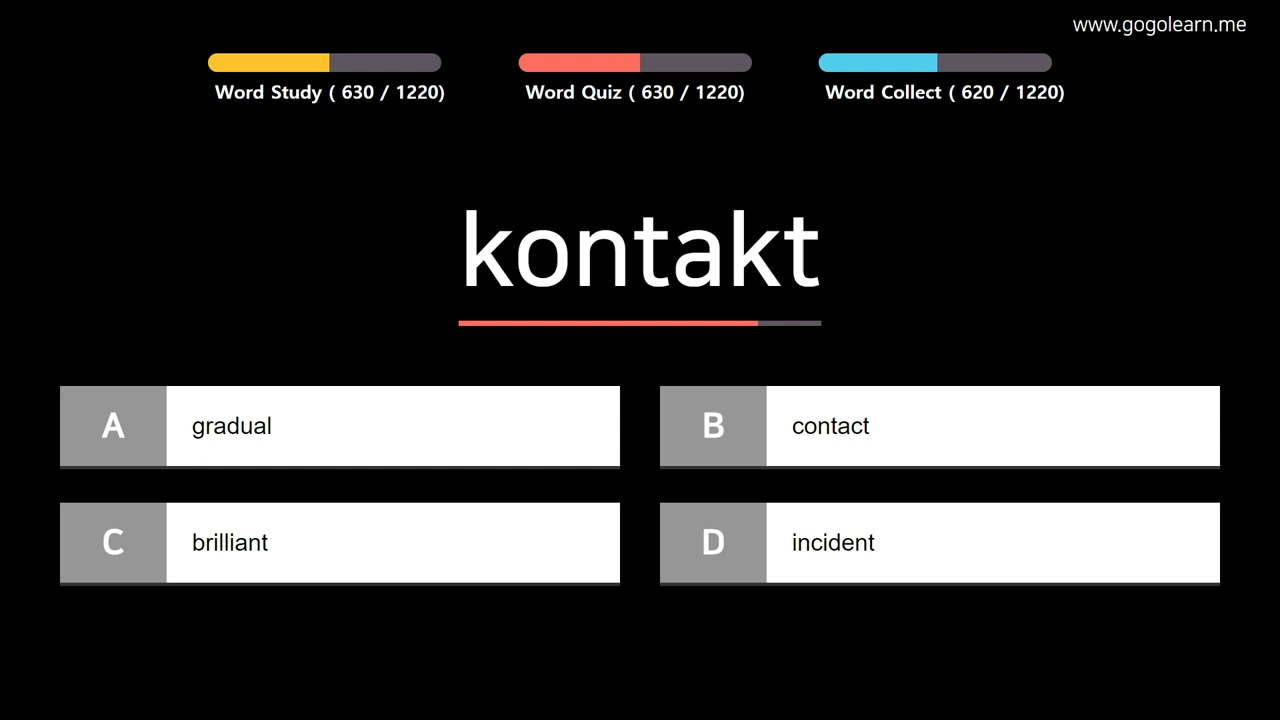 www.gogolearn.me
Word Study ( 630 / 1220)
Word Quiz ( 630 / 1220)
Word Collect ( 620 / 1220)
kontakt
A gradual
B contact
C brilliant
D incident